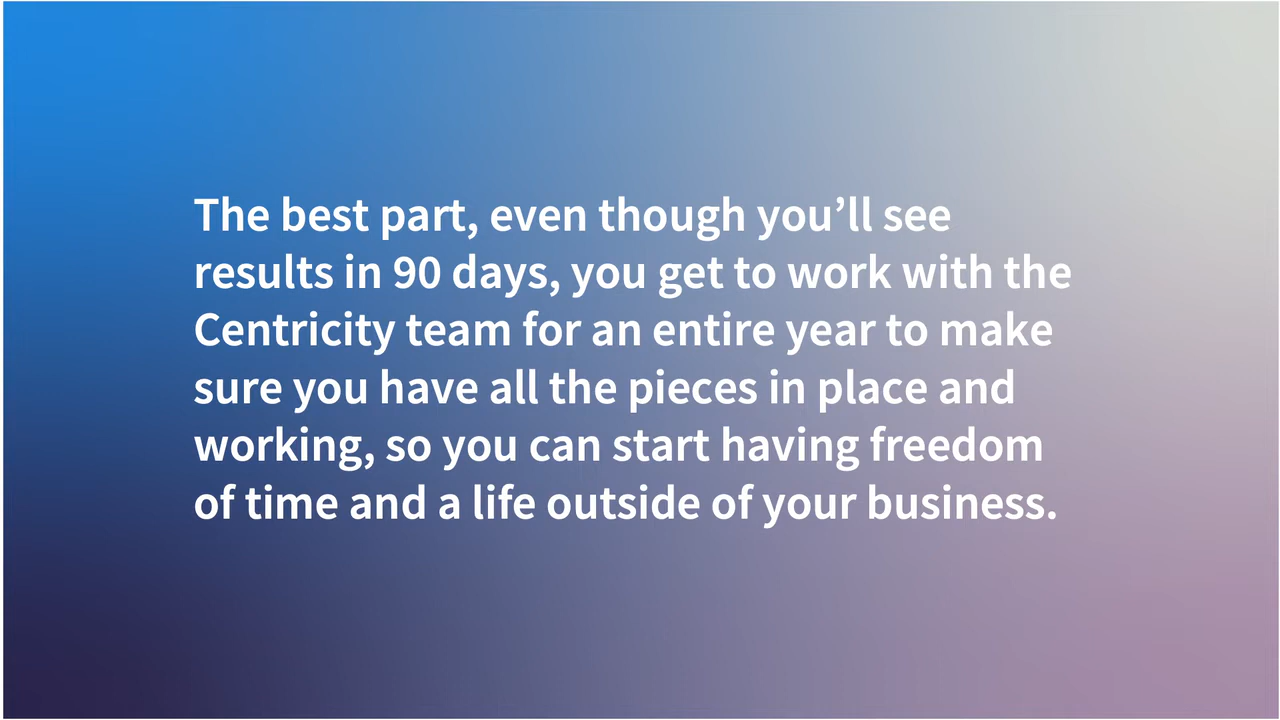 The best part, even though you’ll see
results in 90 days, you get to work with the
Centricity team for an entire year to make
sure you have all the pieces in place and
working, so you can start having freedom
of time and a life outside of your business.